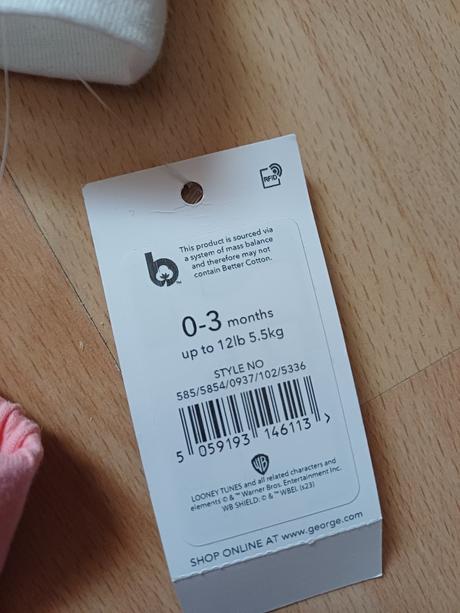 RFID
b
This product is sourced via
a system of mass balance
and therefore may not
contain Better Cotton.
™
0-3 months
up to 12lb 5.5kg
STYLE NO
585/5854/0937/102/5336
5 059193 146113 >
WB
LOONEY TUNES and all related characters and
elements © & ™ Warner Bros. Entertainment Inc.
WB SHIELD: © & ™ WBEI. (s23)
SHOP ONLINE AT www.george.com